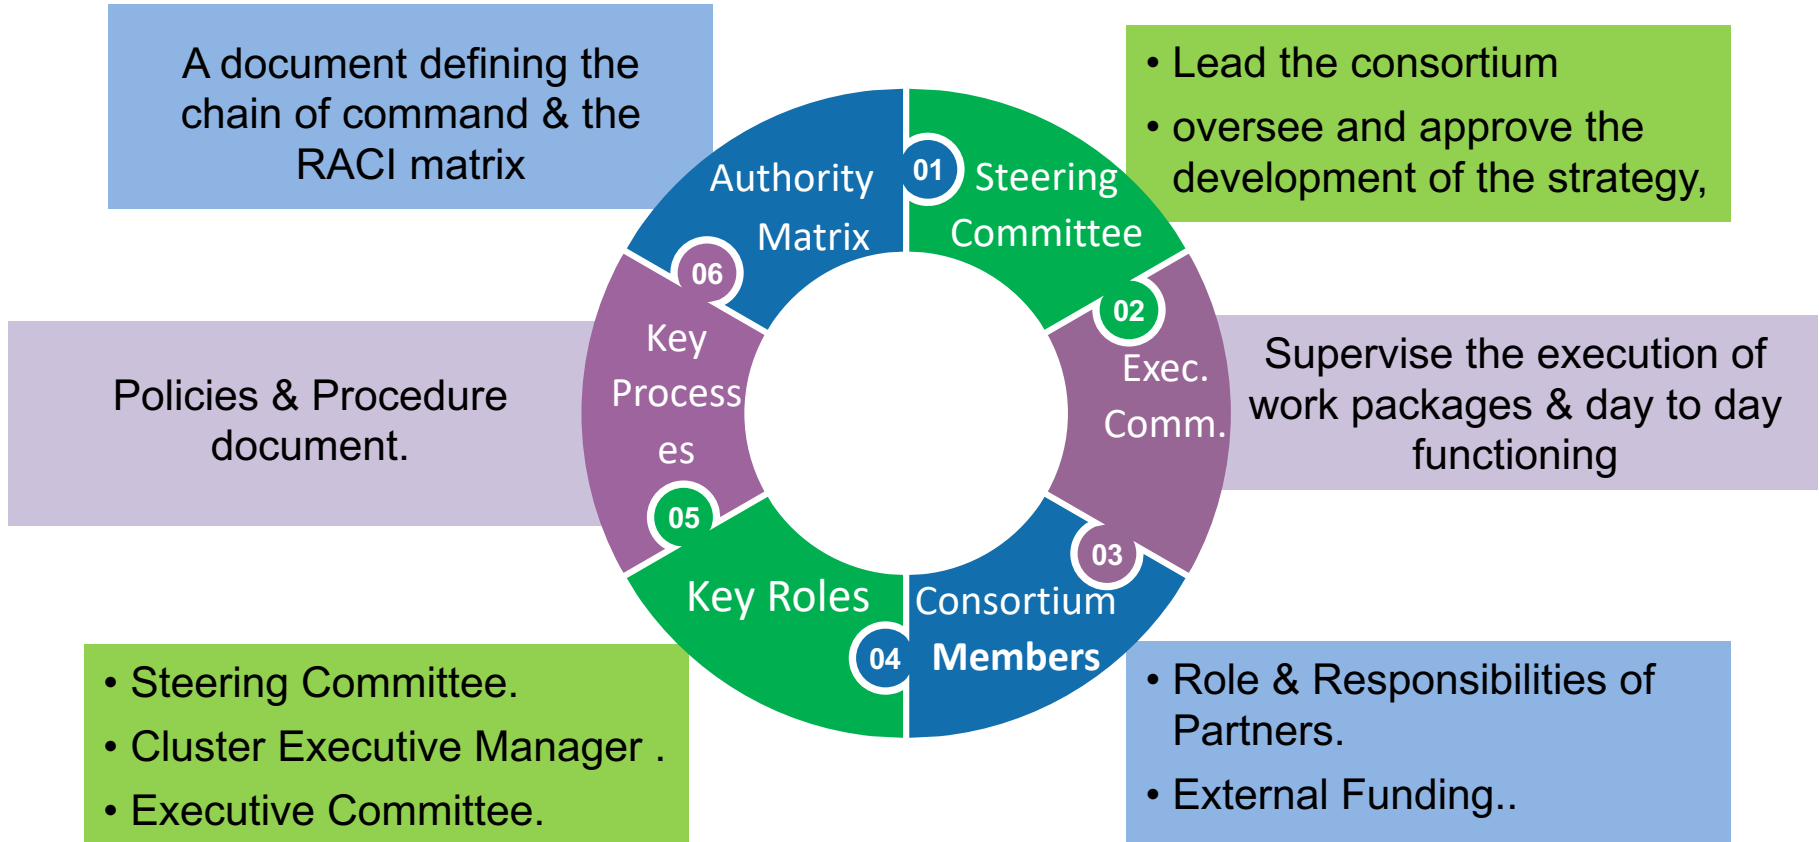 A document defining the
chain of command & the
RACI matrix
• Lead the consortium
• oversee and approve the
development of the strategy,
Authority
Matrix
01
Steering
Committee
06
02
Key
Process
es
Exec.
Comm.
Policies & Procedure
document.
Supervise the execution of
work packages & day to day
functioning
05
03
Key Roles
04
Consortium
Members
• Steering Committee.
• Cluster Executive Manager .
• Executive Committee.
• Role & Responsibilities of
Partners.
• External Funding..